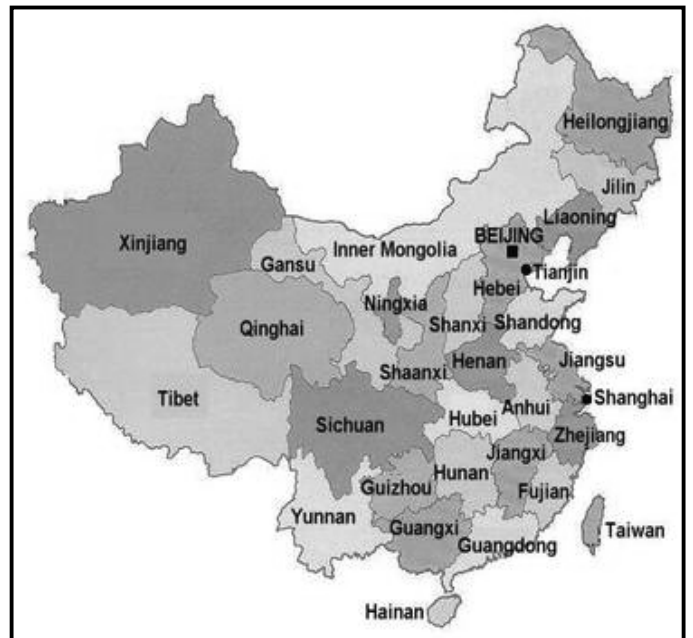 Heilongjiang
Jilin
Liaoning
BEIJING
Xinjiang
Inner Mongolia
Gansu
Tianjin
Hebei
Ningxia
Qinghai
Shanxi
Shandong
Henan
Jiangsu
Shaanxi
Tibet
Shanghai
Anhui
Hubei
Sichuan
Zhejiang
Jiangxi
Hunan
Guizhou
Fujian
Yunnan
Guangxi
Taiwan
Guangdong
Hainan